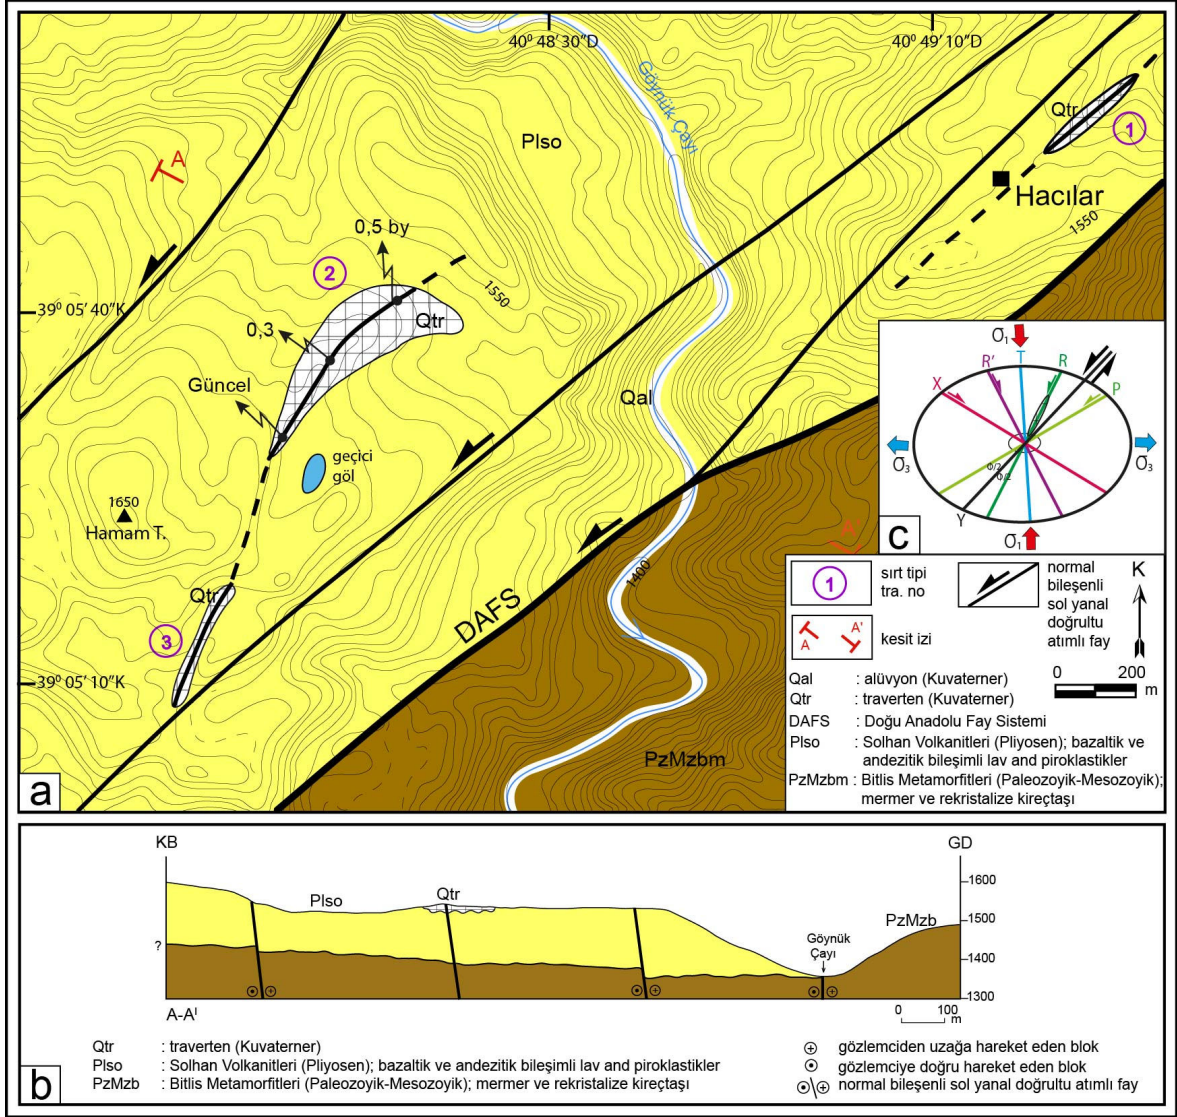 40⁰ 48' 30"D
40⁰ 49' 10"D
Göynük Çayı
Plso
Qtr
1
A
Hacılar
1550
0,5 by
2
1550
39⁰ 05' 40"K
Qtr
0,3
Güncel
Qal
geçici
göl
1650
Hamam T.
A'
1400
Qtr
DAFS
3
39⁰ 05' 10"K
PzMzbm
a
σ₁
T
R'
R
X
P
σ₃
σ₃
Φ/2
Φ/2
Y
σ₁
c
1
sırt tipi
tra. no
normal
bileşenli
sol yanal
doğrultu
atımlı fay
K
A
A'
kesit izi
0 200
m
Qal : alüvyon (Kuvaterner)
Qtr : traverten (Kuvaterner)
DAFS : Doğu Anadolu Fay Sistemi
Plso : Solhan Volkanitleri (Pliyosen); bazaltik ve
andezitik bileşimli lav and piroklastikler
PzMzbm : Bitlis Metamorfitleri (Paleozoyik-Mesozoyik);
mermer ve rekristalize kireçtaşı
KB
GD
1600
Plso
Qtr
1500
PzMzb
?
Göynük
Çayı
1400
1300
A-A'
0 100
m
Qtr : traverten (Kuvaterner)
Plso : Solhan Volkanitleri (Pliyosen); bazaltik ve andezitik bileşimli lav and piroklastikler
PzMzb : Bitlis Metamorfitleri (Paleozoyik-Mesozoyik); mermer ve rekristalize kireçtaşı
gözlemciden uzağa hareket eden blok
gözlemciye doğru hareket eden blok
normal bileşenli sol yanal doğrultu atımlı fay
b